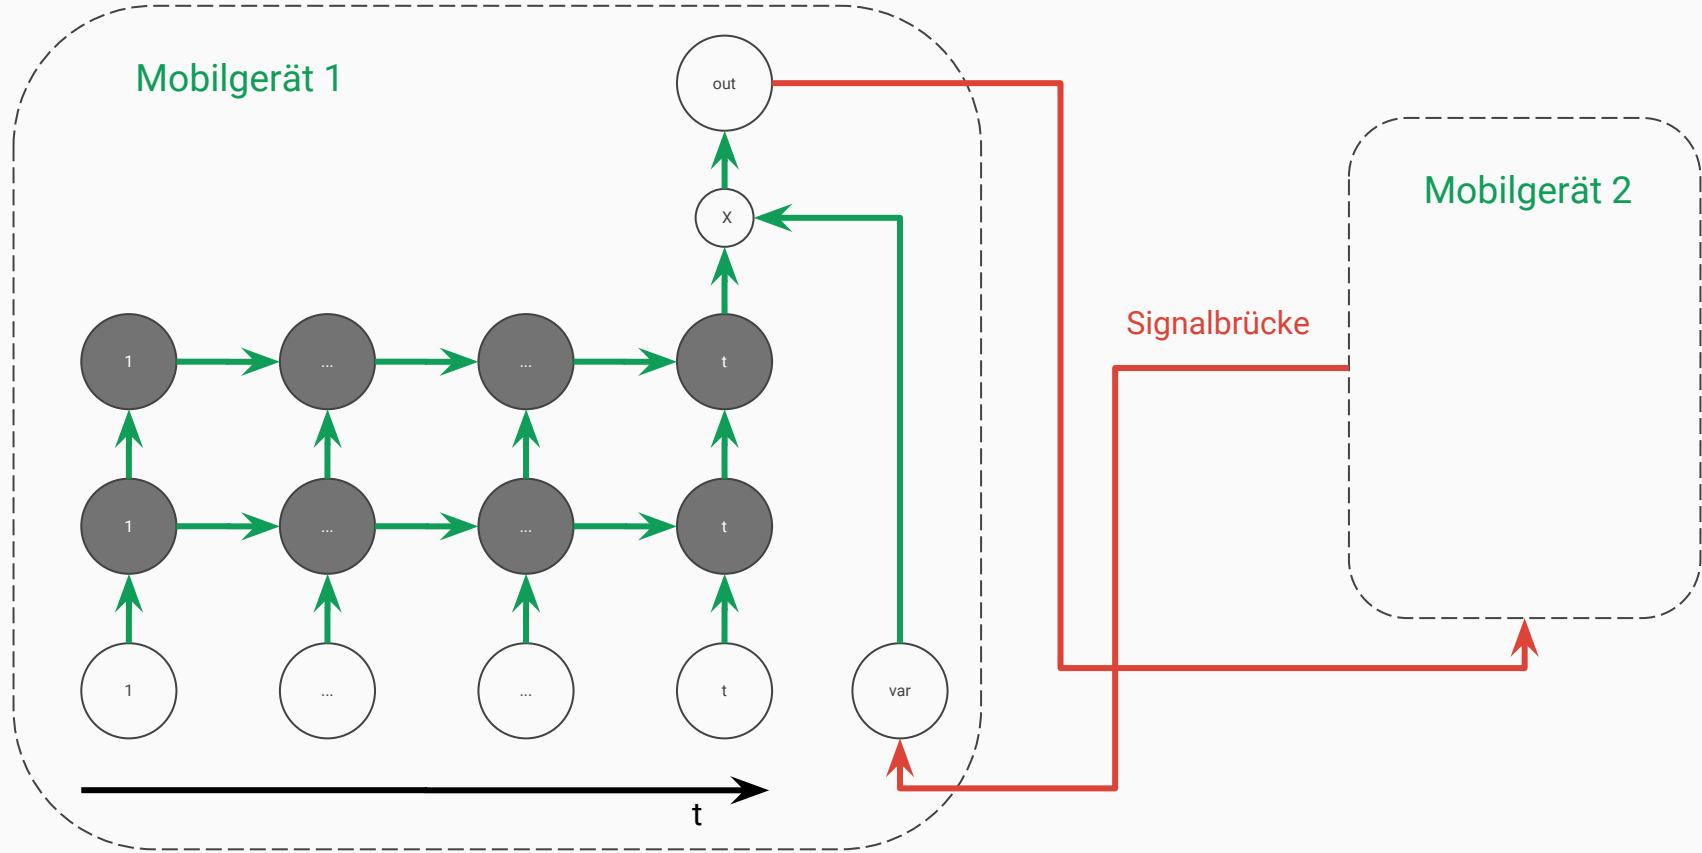 Mobilgerät 1
out
Mobilgerät 2
X
Signalbrücke
1 ... ... t
1 ... ... t
1 ... ... t var
t